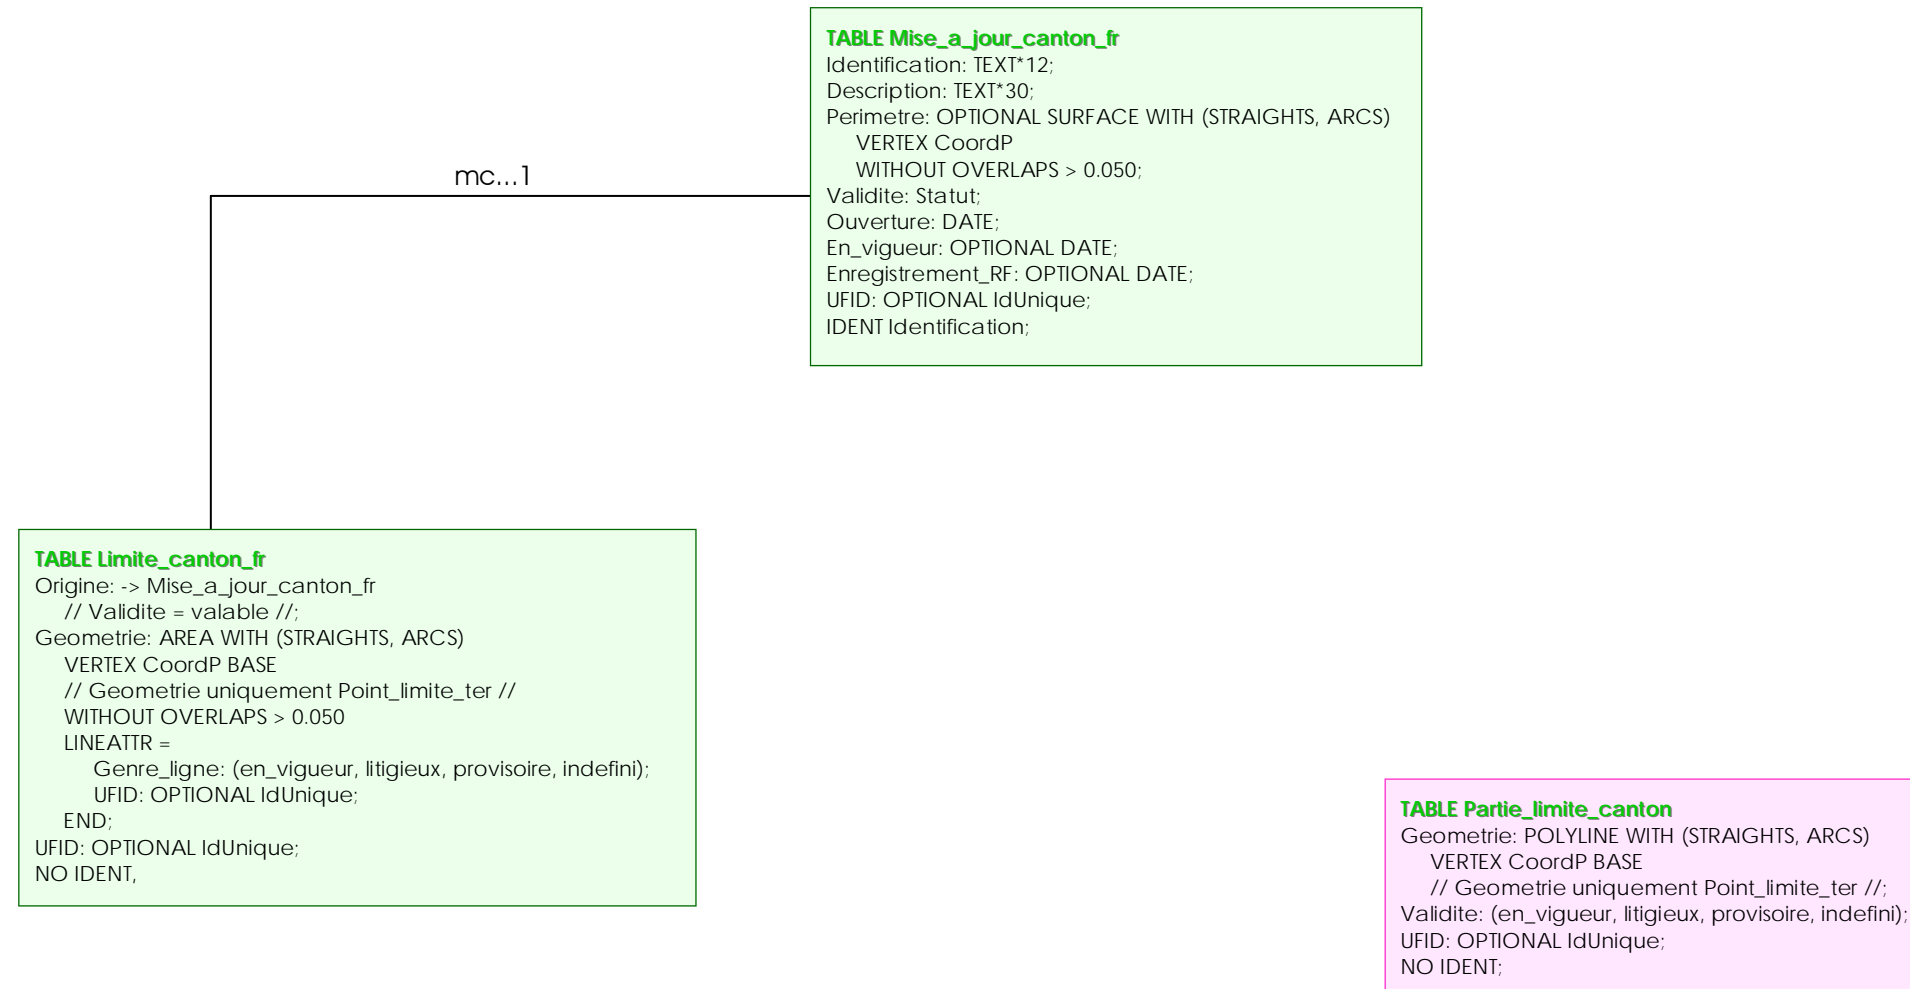 TABLE Mise_a_jour_canton_fr
Identification: TEXT*12;
Description: TEXT*30;
Perimetre: OPTIONAL SURFACE WITH (STRAIGHTS, ARCS)
VERTEX CoordP
WITHOUT OVERLAPS > 0.050;
Validite: Statut;
Ouverture: DATE;
En_vigueur: OPTIONAL DATE;
Enregistrement_RF: OPTIONAL DATE;
UFID: OPTIONAL IdUnique;
IDENT Identification;
mc...1
TABLE Limite_canton_fr
Origine: -> Mise_a_jour_canton_fr
// Validite = valable //;
Geometrie: AREA WITH (STRAIGHTS, ARCS)
VERTEX CoordP BASE
// Geometrie uniquement Point_limite_ter //
WITHOUT OVERLAPS > 0.050
LINEATTR =
Genre_ligne: (en_vigueur, litigieux, provisoire, indefini);
UFID: OPTIONAL IdUnique;
END;
UFID: OPTIONAL IdUnique;
NO IDENT,
TABLE Partie_limite_canton
Geometrie: POLYLINE WITH (STRAIGHTS, ARCS)
VERTEX CoordP BASE
// Geometrie uniquement Point_limite_ter //;
Validite: (en_vigueur, litigieux, provisoire, indefini);
UFID: OPTIONAL IdUnique;
NO IDENT;